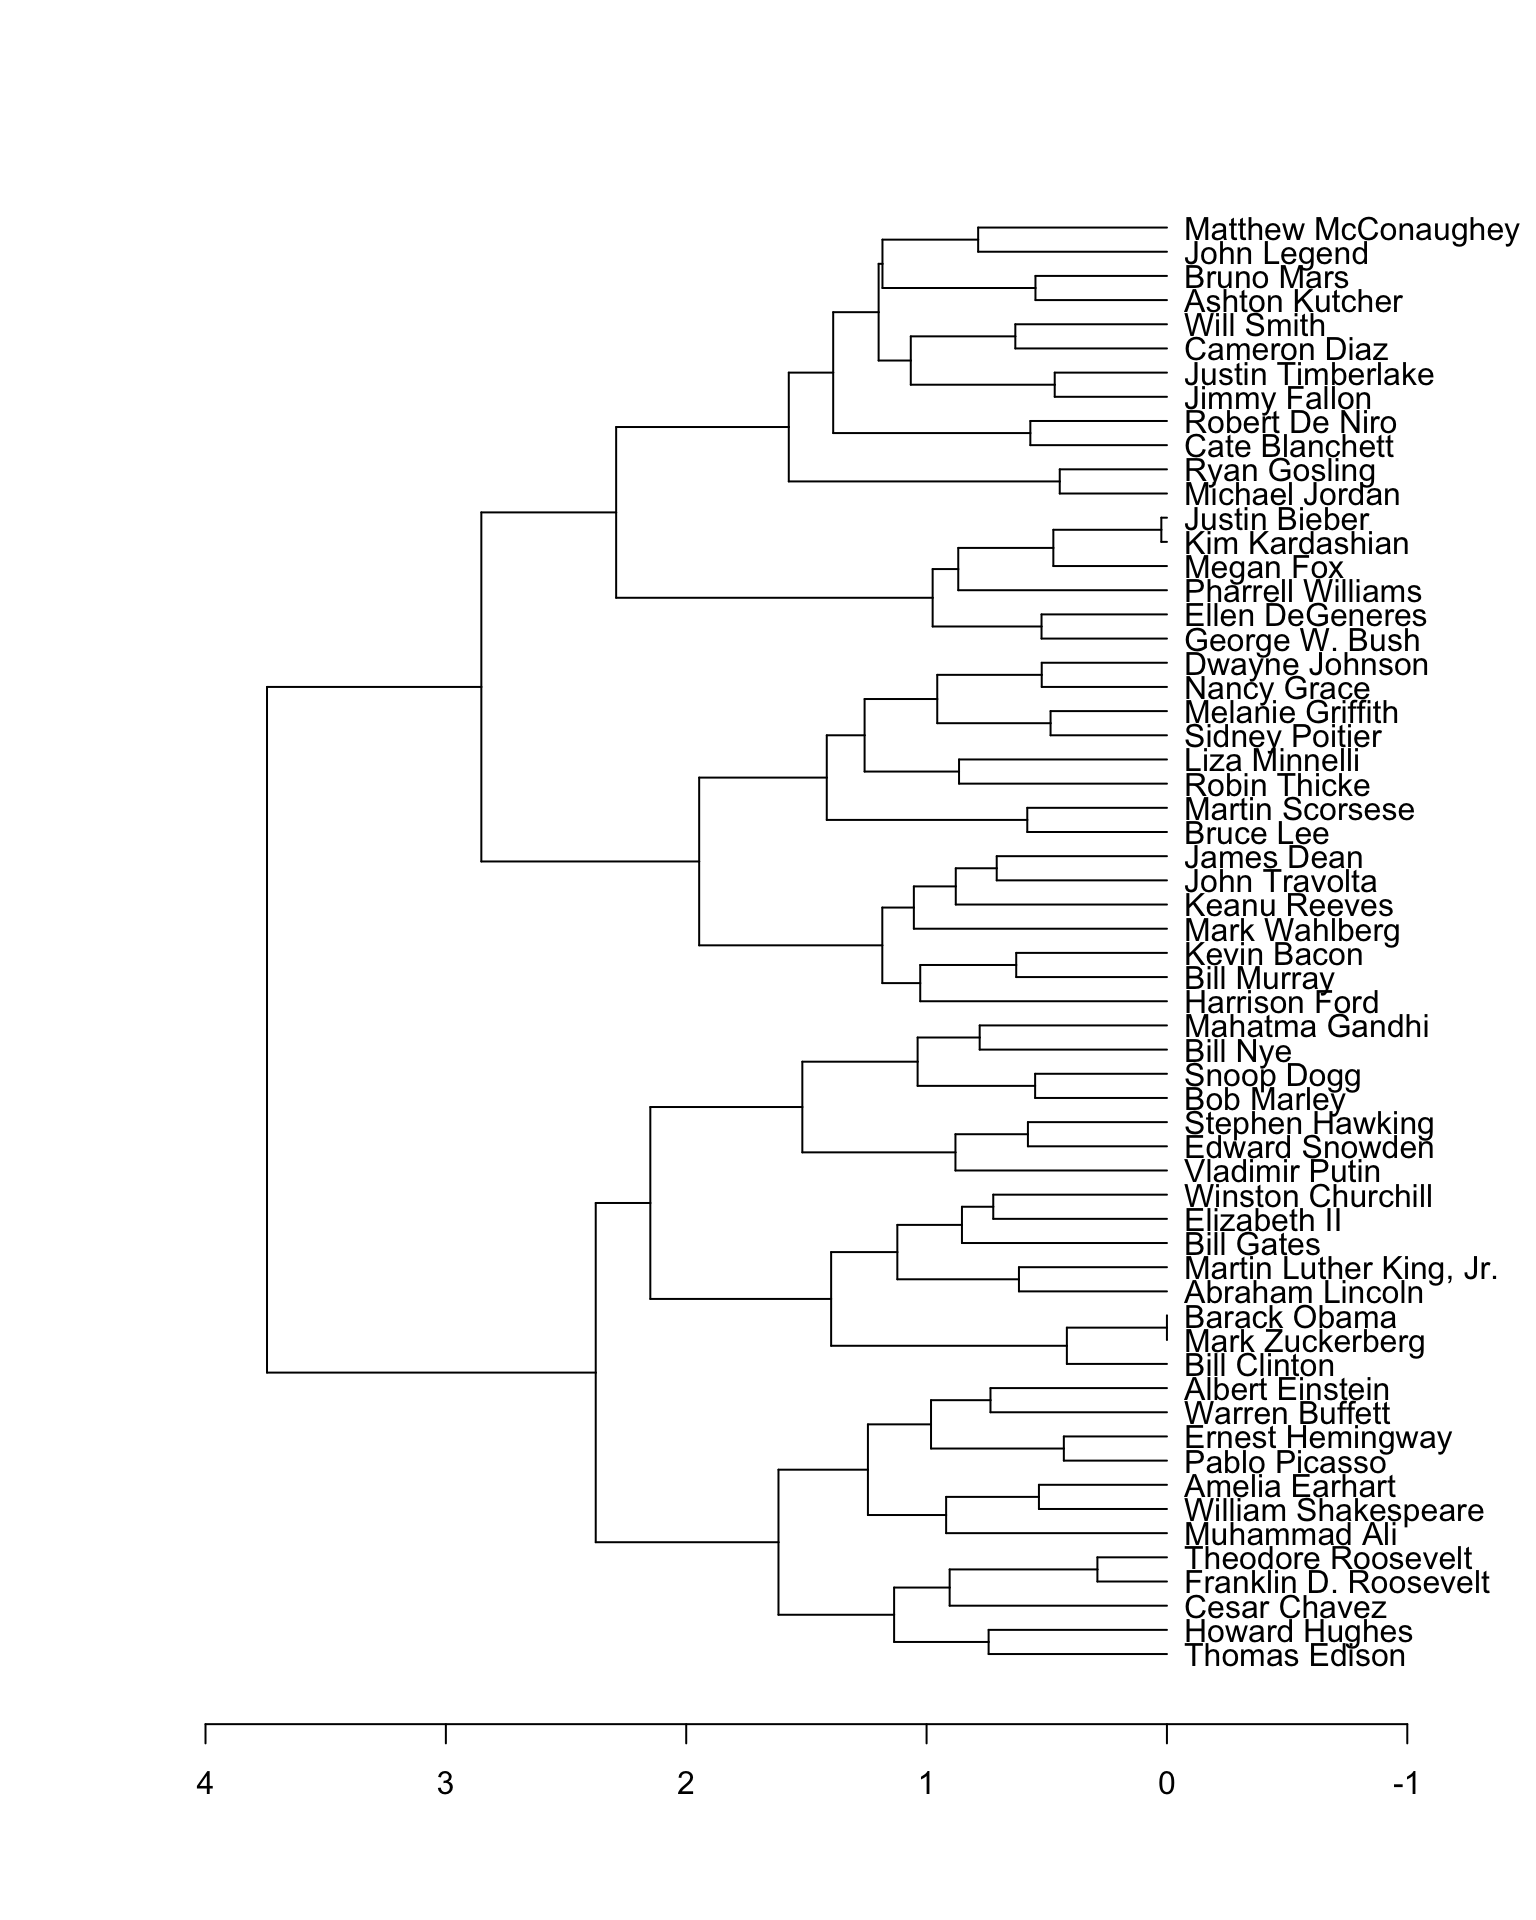 Matthew McConaughey
John Legend
Bruno Mars
Ashton Kutcher
Will Smith
Cameron Diaz
Justin Timberlake
Jimmy Fallon
Robert De Niro
Cate Blanchett
Ryan Gosling
Michael Jordan
Justin Bieber
Kim Kardashian
Megan Fox
Pharrell Williams
Ellen DeGeneres
George W. Bush
Dwayne Johnson
Nancy Grace
Melanie Griffith
Sidney Poitier
Liza Minnelli
Robin Thicke
Martin Scorsese
Bruce Lee
James Dean
John Travolta
Keanu Reeves
Mark Wahlberg
Kevin Bacon
Bill Murray
Harrison Ford
Mahatma Gandhi
Bill Nye
Snoop Dogg
Bob Marley
Stephen Hawking
Edward Snowden
Vladimir Putin
Winston Churchill
Elizabeth II
Bill Gates
Martin Luther King, Jr.
Abraham Lincoln
Barack Obama
Mark Zuckerberg
Bill Clinton
Albert Einstein
Warren Buffett
Ernest Hemingway
Pablo Picasso
Amelia Earhart
William Shakespeare
Muhammad Ali
Theodore Roosevelt
Franklin D. Roosevelt
Cesar Chavez
Howard Hughes
Thomas Edison
4 3 2 1 0 -1